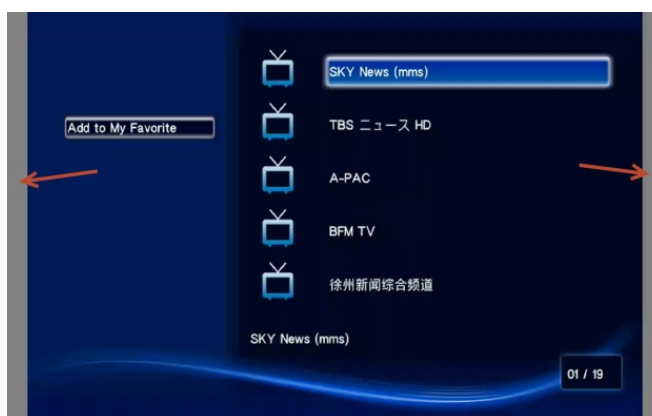 SKY News (mms)
Add to My Favorite
TBS ニュース HD
A-PAC
BFM TV
徐州新闻综合频道
SKY News (mms)
01 / 19